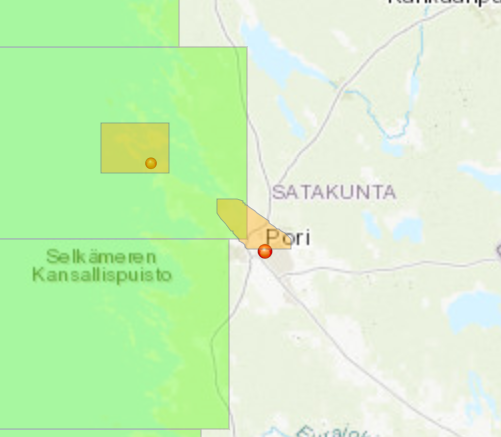 SATAKUNTA
Pori
Selkämeren
Kansallispuisto